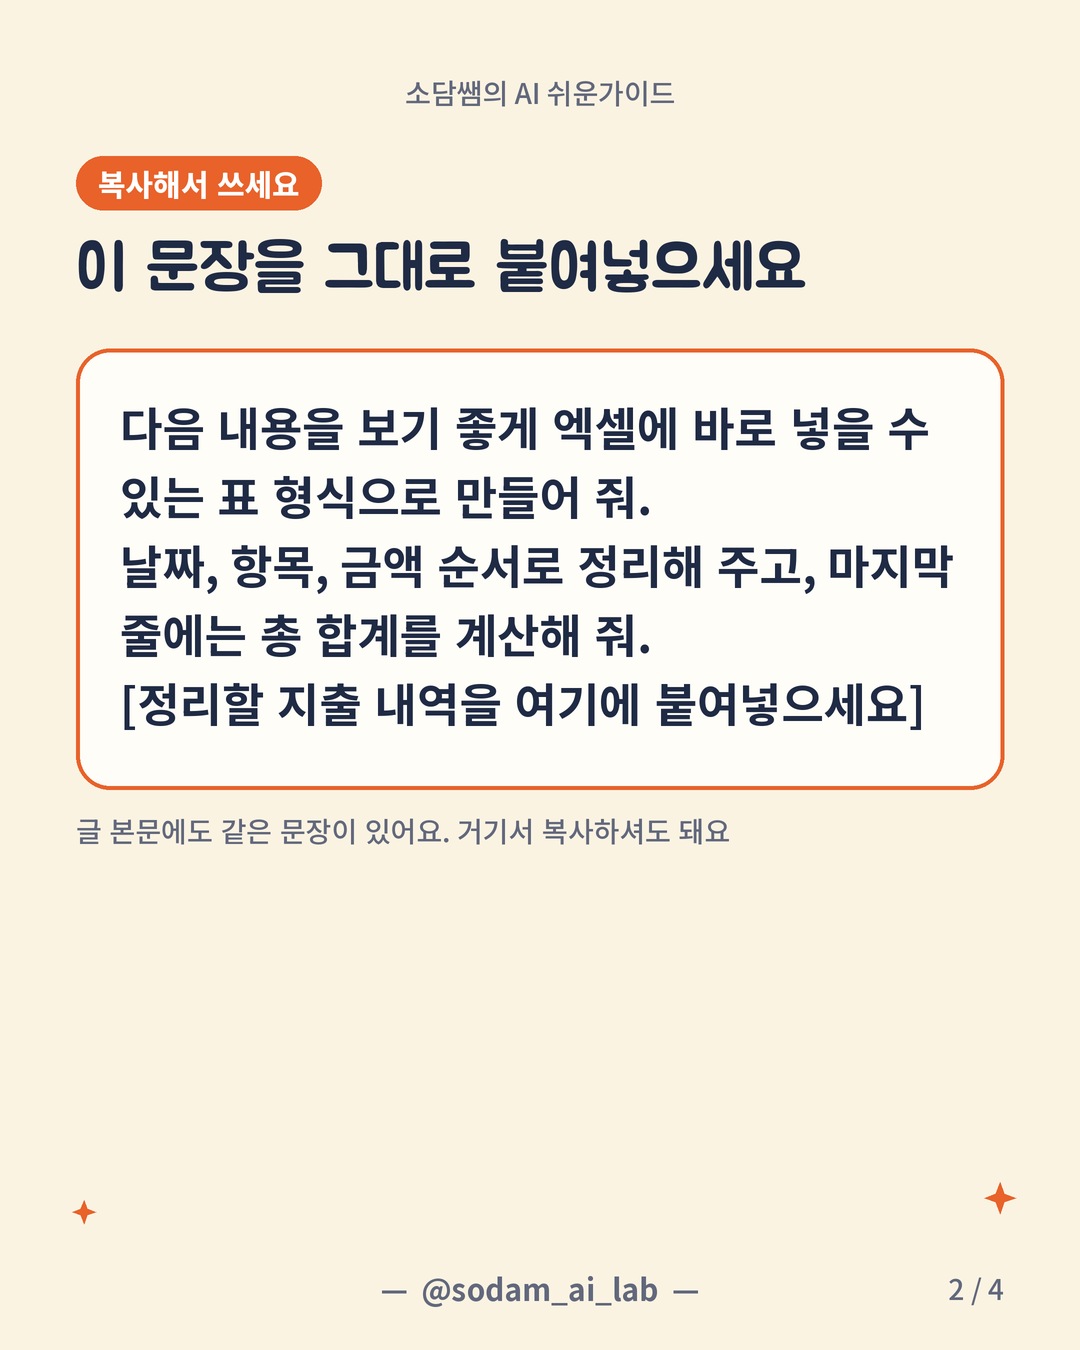 소담쌤의 AI 쉬운가이드
복사해서 쓰세요
이 문장을 그대로 붙여넣으세요
다음 내용을 보기 좋게 엑셀에 바로 넣을 수
있는 표 형식으로 만들어 줘.
날짜, 항목, 금액 순서로 정리해 주고, 마지막
줄에는 총 합계를 계산해 줘.
[정리할 지출 내역을 여기에 붙여넣으세요]
글 본문에도 같은 문장이 있어요. 거기서 복사하셔도 돼요
— @sodam_ai_lab —
2 / 4